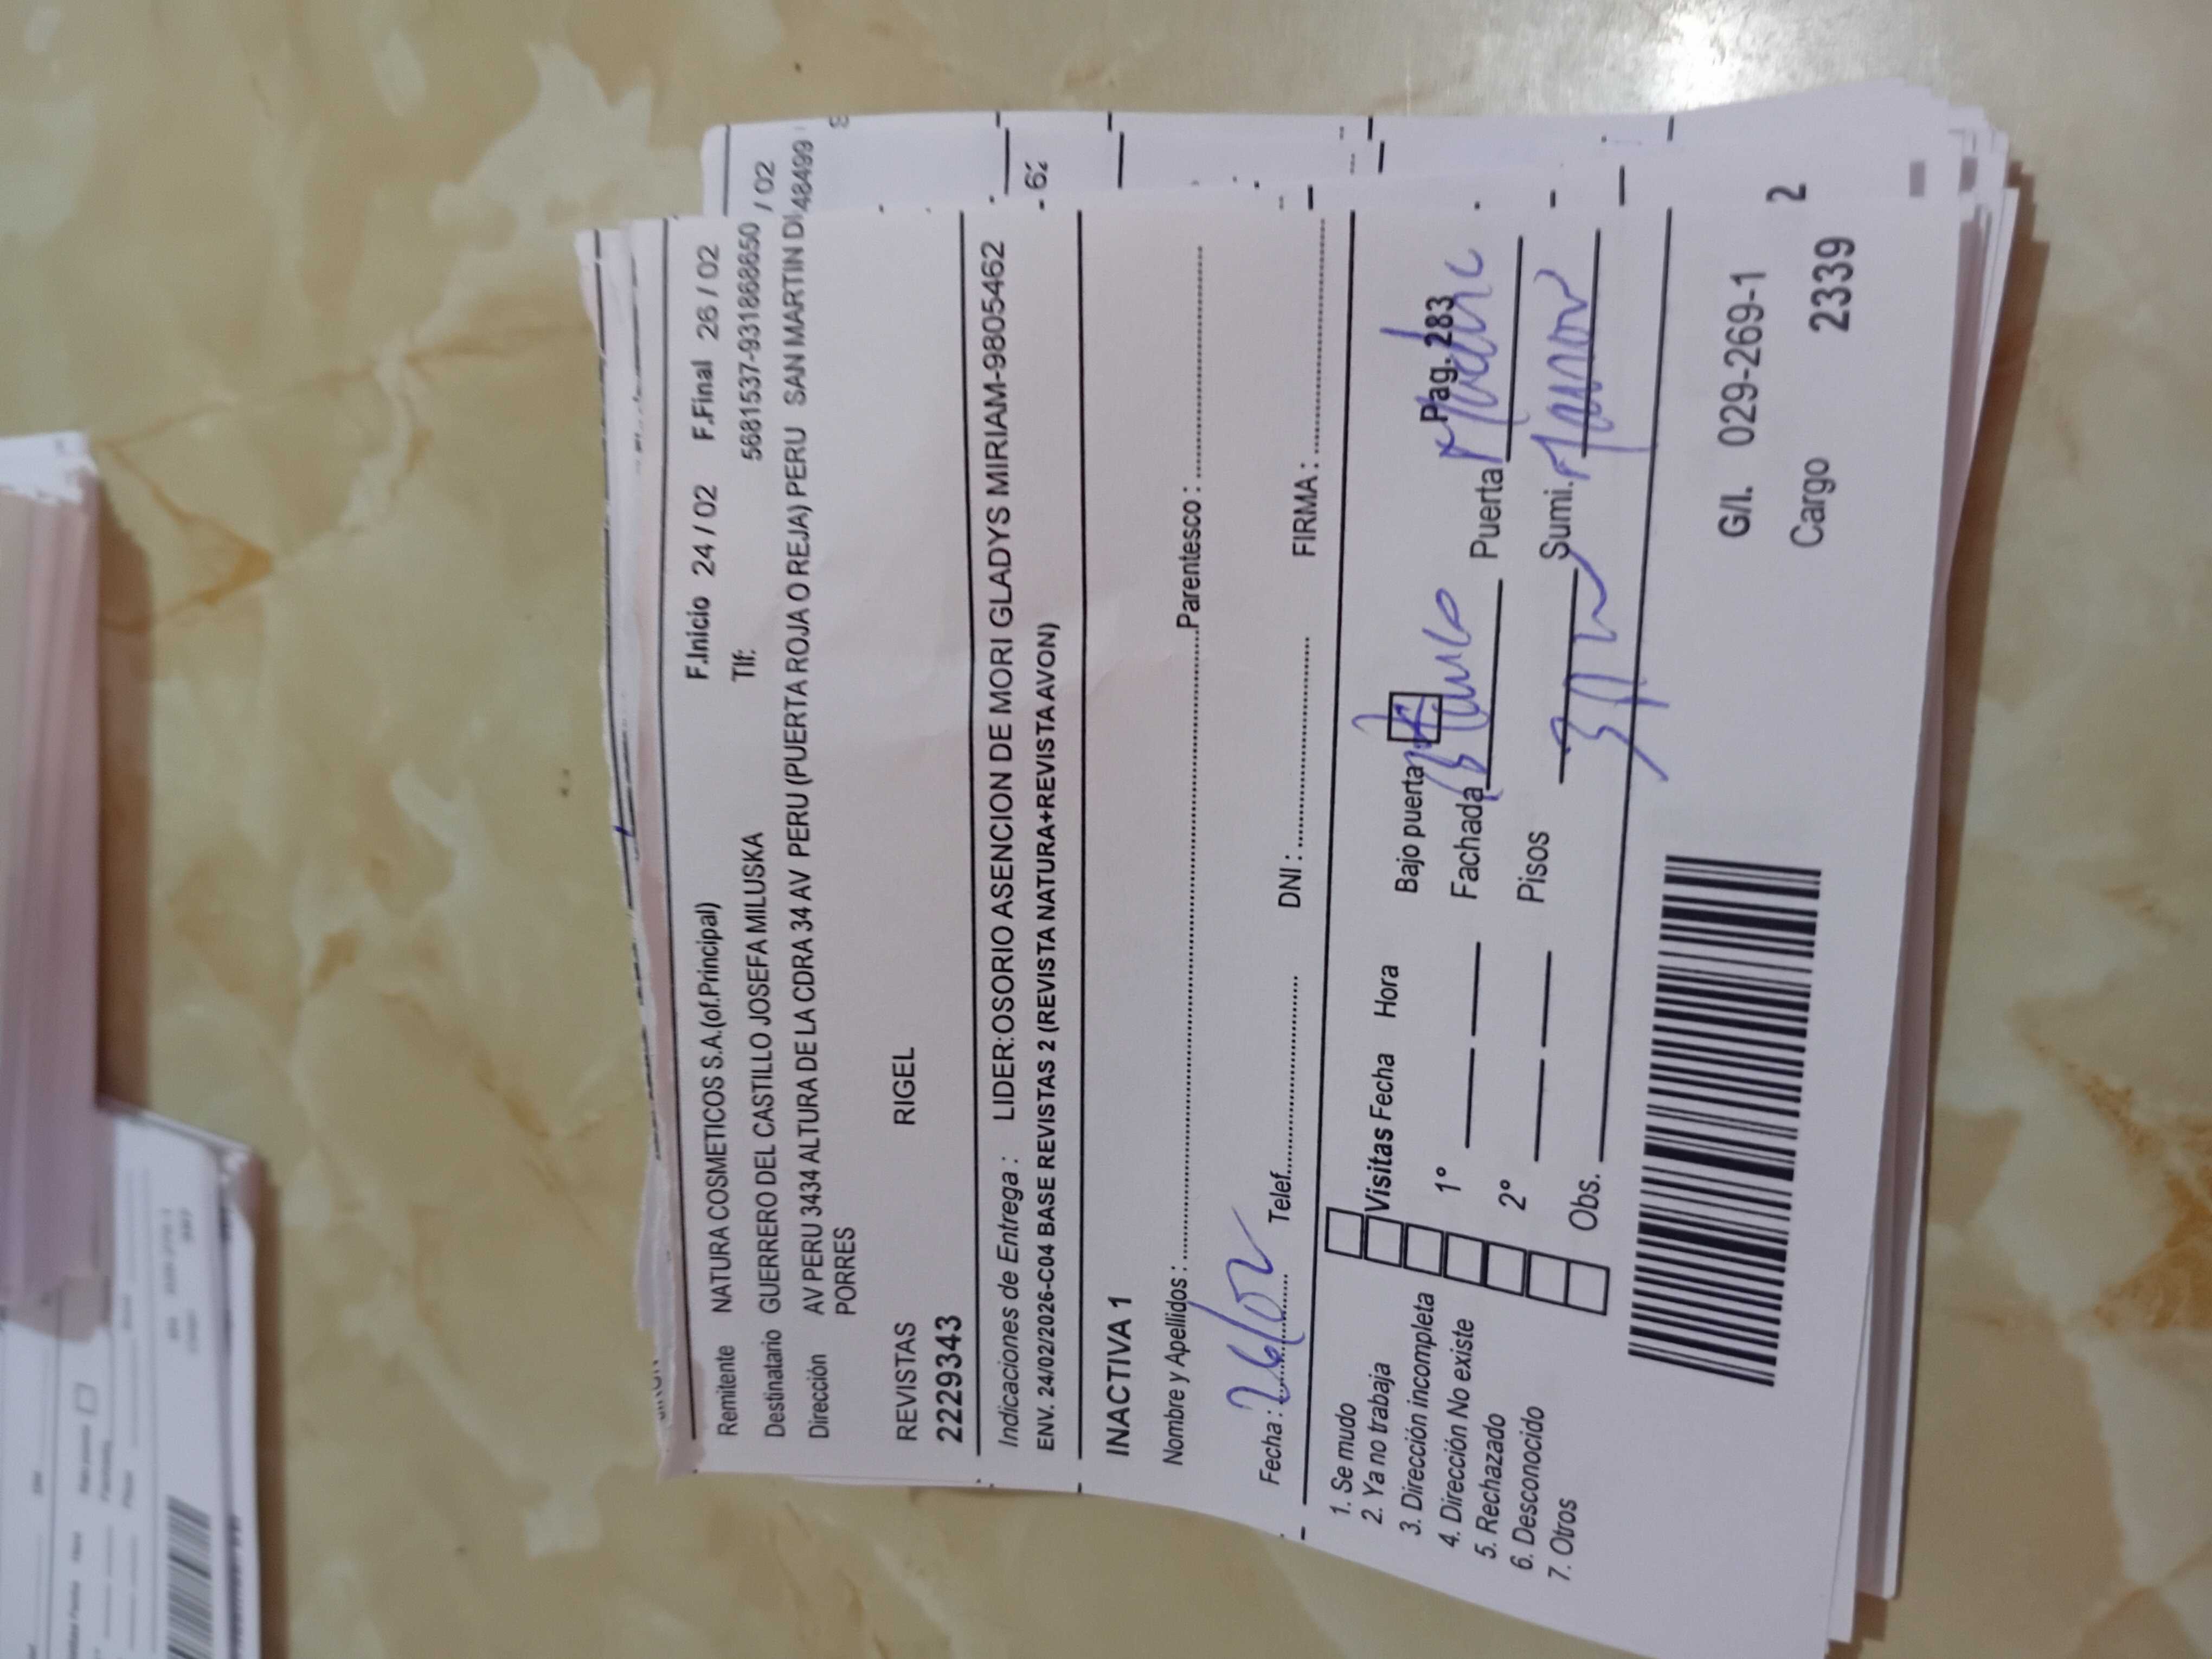 F.Inicio 24 / 02 F.Final 26 / 02
Remitente NATURA COSMETICOS S.A.(of.Principal)
Tlf: 5681537-931868650 / 02
Destinatario GUERRERO DEL CASTILLO JOSEFA MILUSKA
Dirección AV PERU 3434 ALTURA DE LA CDRA 34 AV PERU (PUERTA ROJA O REJA) PERU SAN MARTIN D 48499
PORRES
REVISTAS RIGEL
2229343
Indicaciones de Entrega : LIDER:OSORIO ASENCION DE MORI GLADYS MIRIAM-9805462
ENV. 24/02/2026-C04 BASE REVISTAS 2 (REVISTA NATURA+REVISTA AVON)
- 62
INACTIVA 1
Nombre y Apellidos : Parentesco :
Fecha : 26/02 Telef. DNI : FIRMA :
1. Se mudo
2. Ya no trabaja
3. Dirección incompleta
4. Dirección No existe
5. Rechazado
6. Desconocido
7. Otros
Visitas Fecha Hora Bajo puerta Pag. 283
1° Fachada Puerta
2° Pisos Sumi.
Obs.
G/I. 029-269-1
Cargo 2339 2